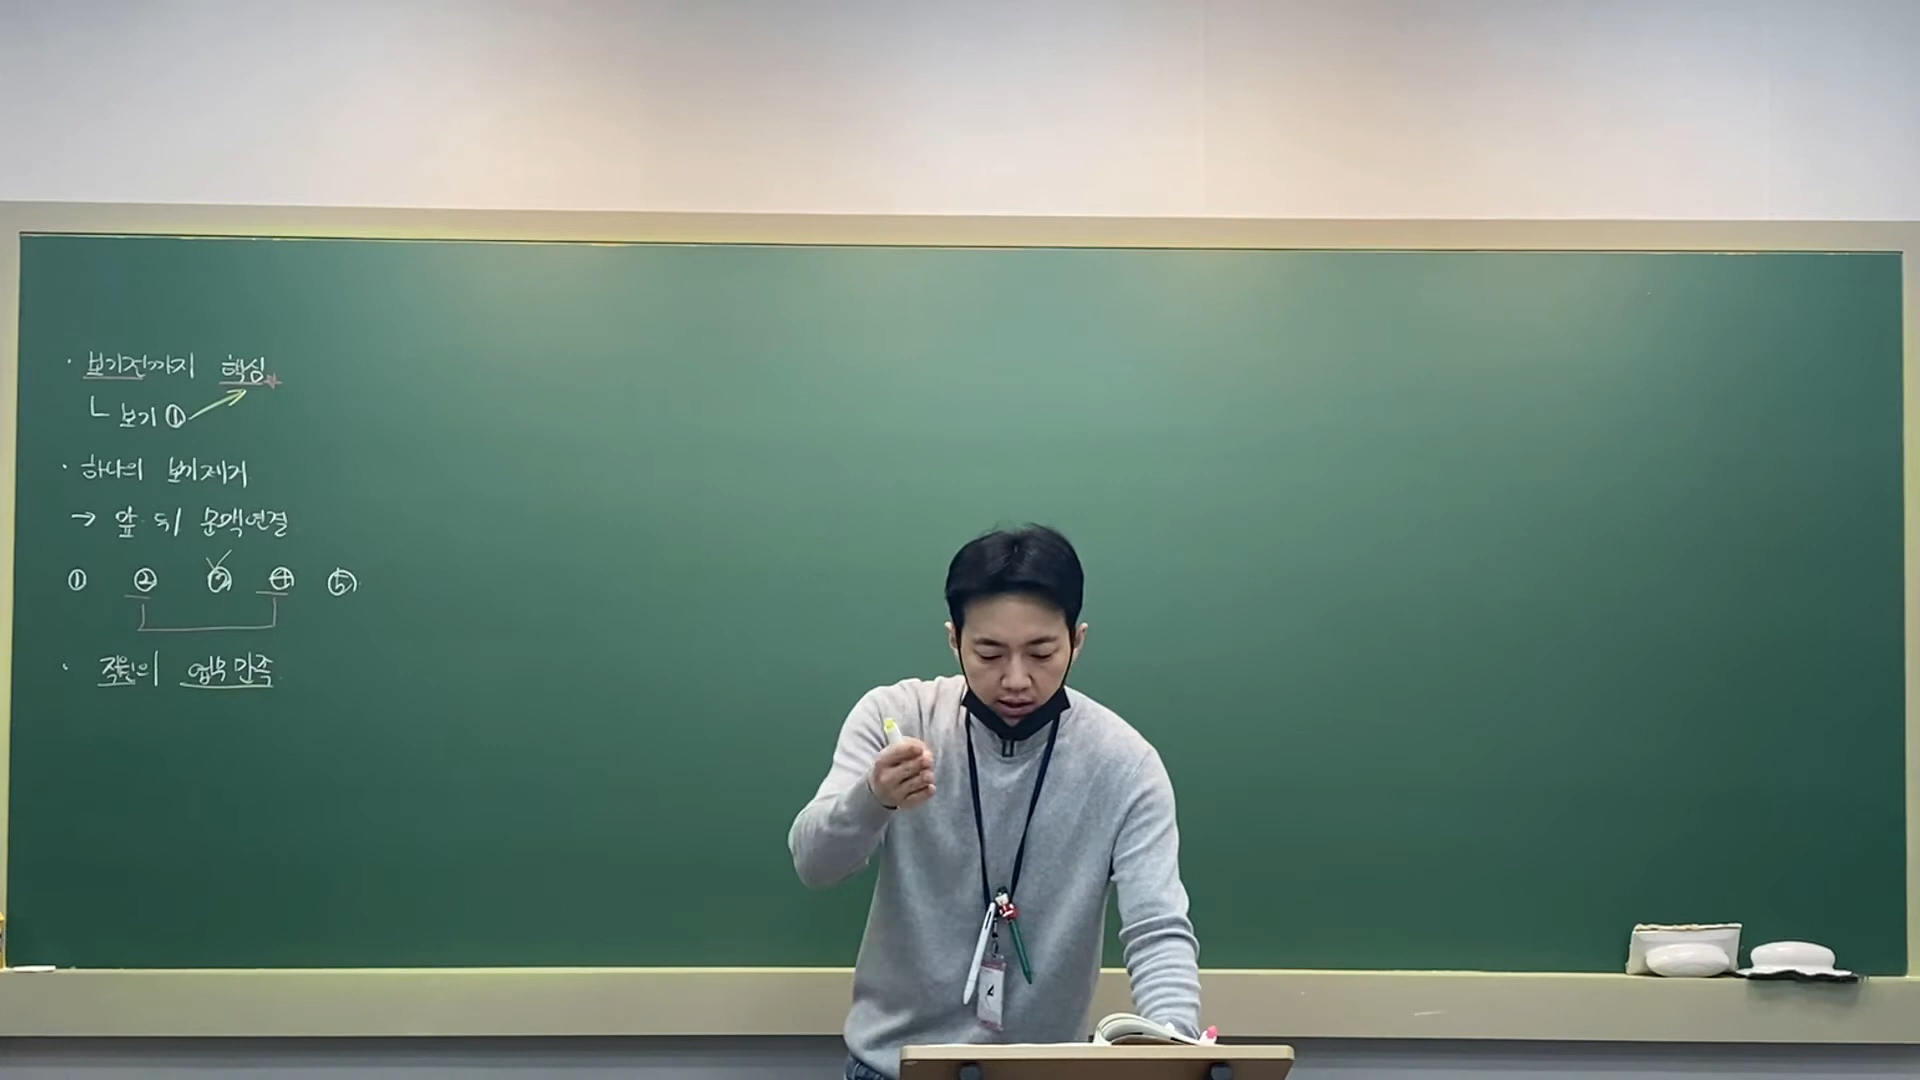 · 보기전까지 핵심
ㄴ 보기 ①
· 하나의 보기제거
→ 앞 뒤 문맥연결
① ② ③ ④ ⑤
· 직원의 업무만족